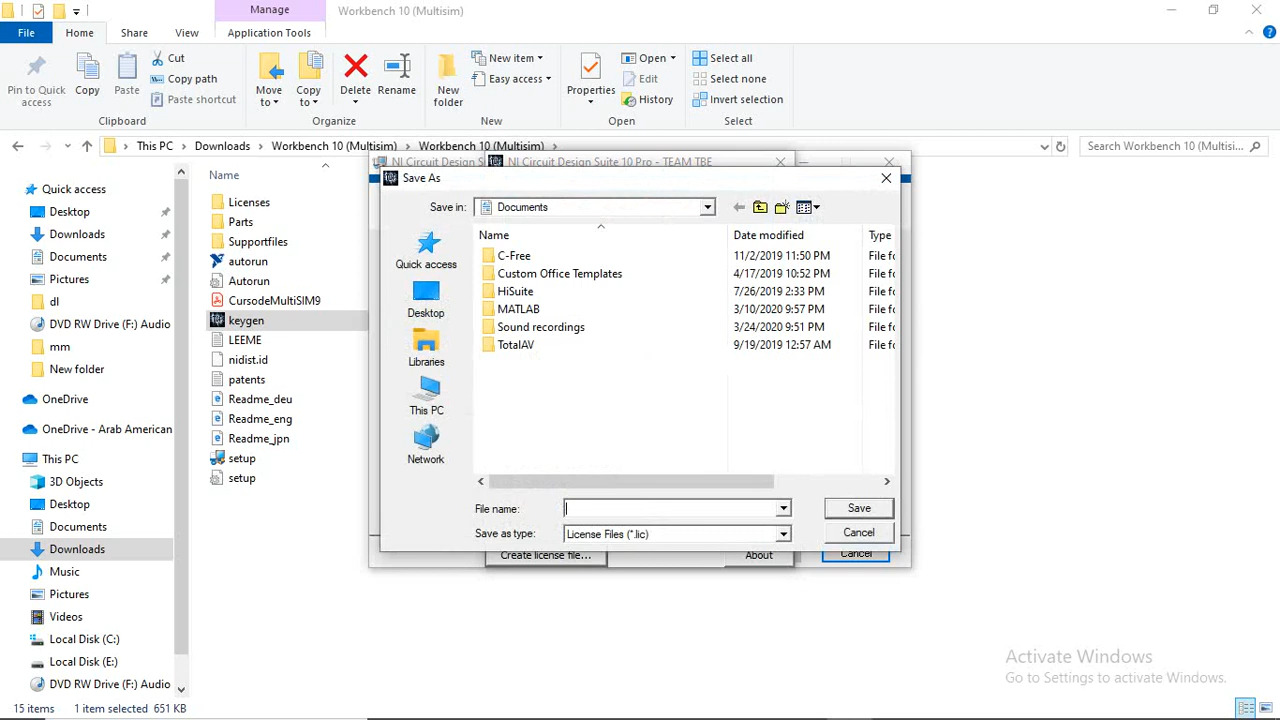 Manage
Workbench 10 (Multisim)
File
Home
Share
View
Application Tools
Pin to Quick access
Copy
Paste
Cut
Copy path
Paste shortcut
Move to
Copy to
Delete
Rename
New folder
New item
Easy access
Properties
Open
Edit
History
Select all
Select none
Invert selection
Clipboard
Organize
New
Open
Select
This PC
Downloads
Workbench 10 (Multisim)
Workbench 10 (Multisim)
Search Workbench 10 (Multisi...
Quick access
Desktop
Downloads
Documents
Pictures
dl
DVD RW Drive (F:) Audio
mm
New folder
OneDrive
OneDrive - Arab American
This PC
3D Objects
Desktop
Documents
Downloads
Music
Pictures
Videos
Local Disk (C:)
Local Disk (E:)
DVD RW Drive (F:) Audio
Name
Licenses
Parts
Supportfiles
autorun
Autorun
CursodeMultiSIM9
keygen
LEEME
nidist.id
patents
Readme_deu
Readme_eng
Readme_jpn
setup
setup
NI Circuit Design S
NI Circuit Design Suite 10 Pro - TEAM TBE
Save As
Save in:
Documents
Quick access
Desktop
Libraries
This PC
Network
Name
Date modified
Type
C-Free
11/2/2019 11:50 PM
File fo
Custom Office Templates
4/17/2019 10:52 PM
File fo
HiSuite
7/26/2019 2:33 PM
File fo
MATLAB
3/10/2020 9:57 PM
File fo
Sound recordings
3/24/2020 9:51 PM
File fo
TotalAV
9/19/2019 12:57 AM
File fo
File name:
Save
Save as type:
License Files (*.lic)
Cancel
Create license file...
About
Cancel
Activate Windows
Go to Settings to activate Windows.
15 items
1 item selected 651 KB